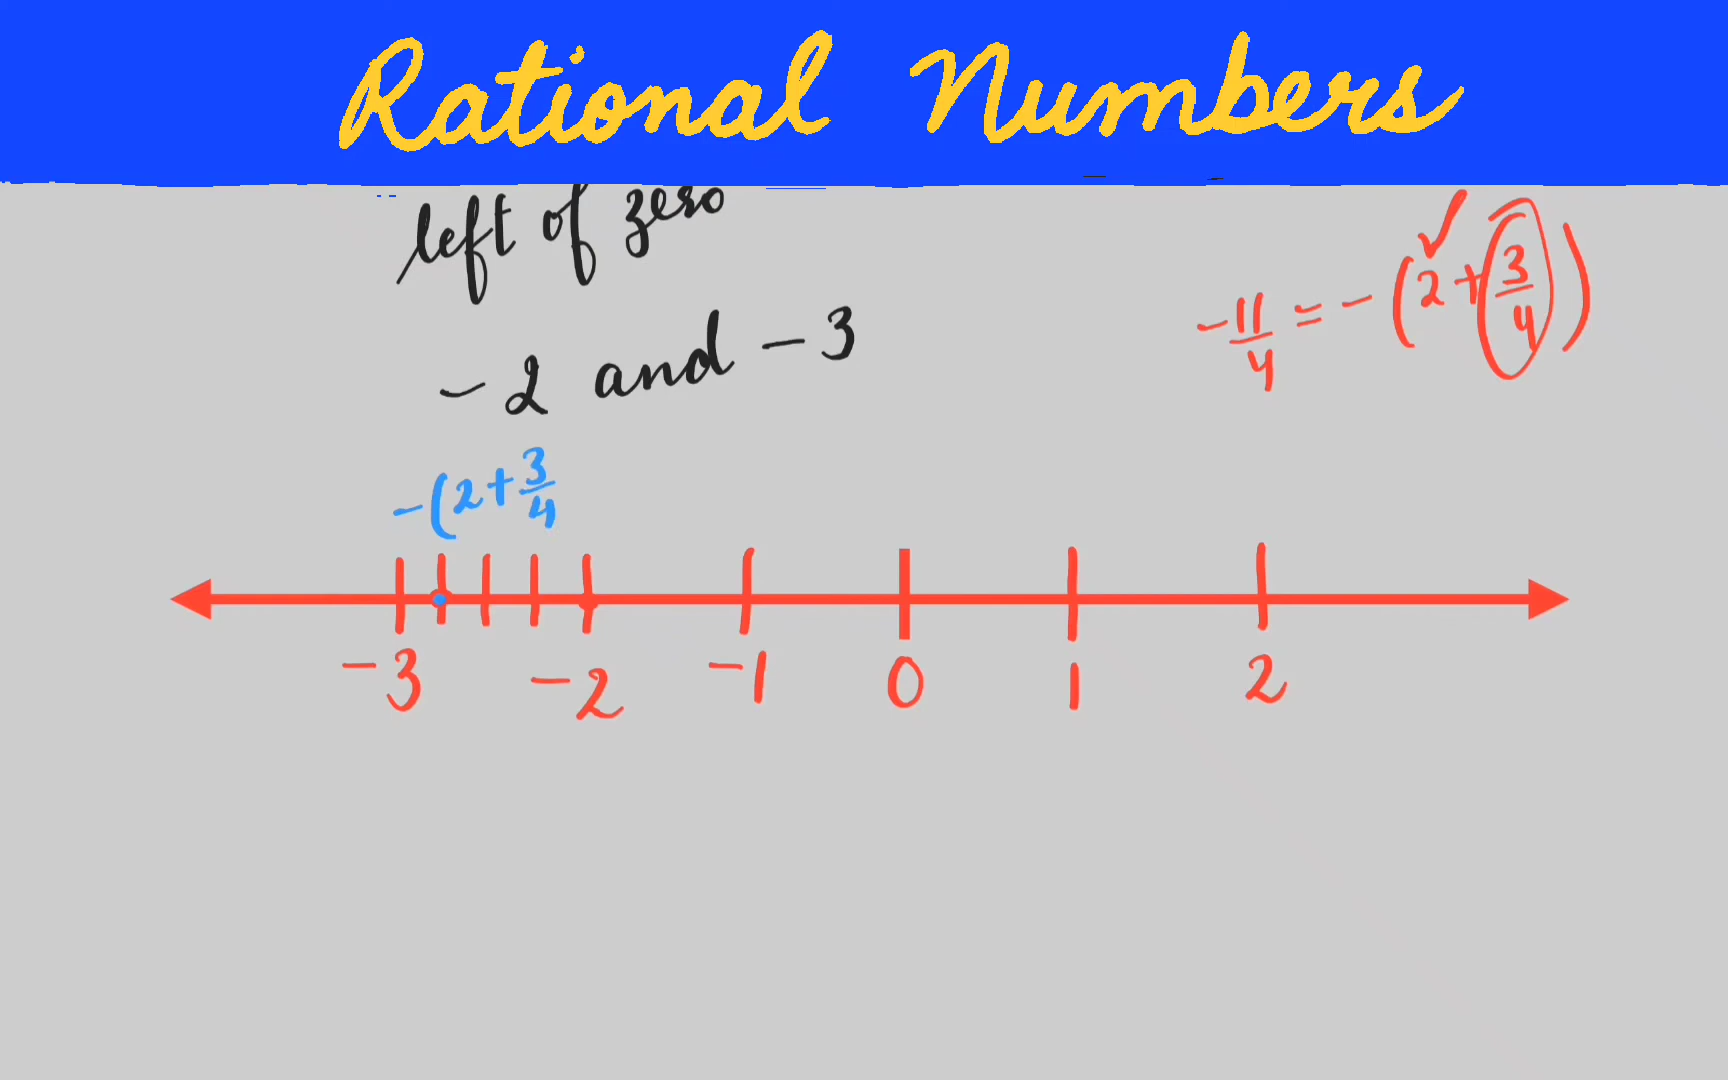 Rational Numbers
left of zero
-11/4 = -(2+3/4)
-2 and -3
-(2+3/4
-3 -2 -1 0 1 2